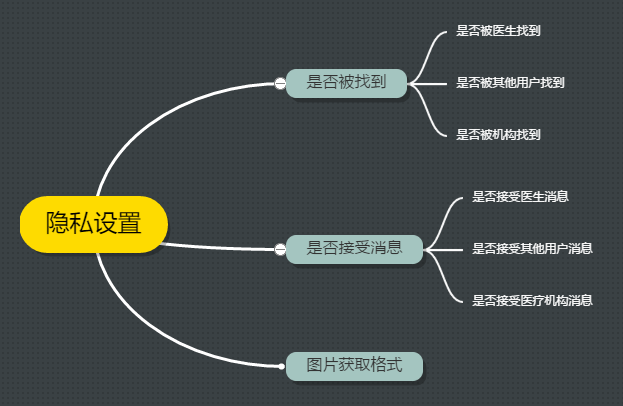 隐私设置
是否被找到
是否被医生找到
是否被其他用户找到
是否被机构找到
是否接受消息
是否接受医生消息
是否接受其他用户消息
是否接受医疗机构消息
图片获取格式